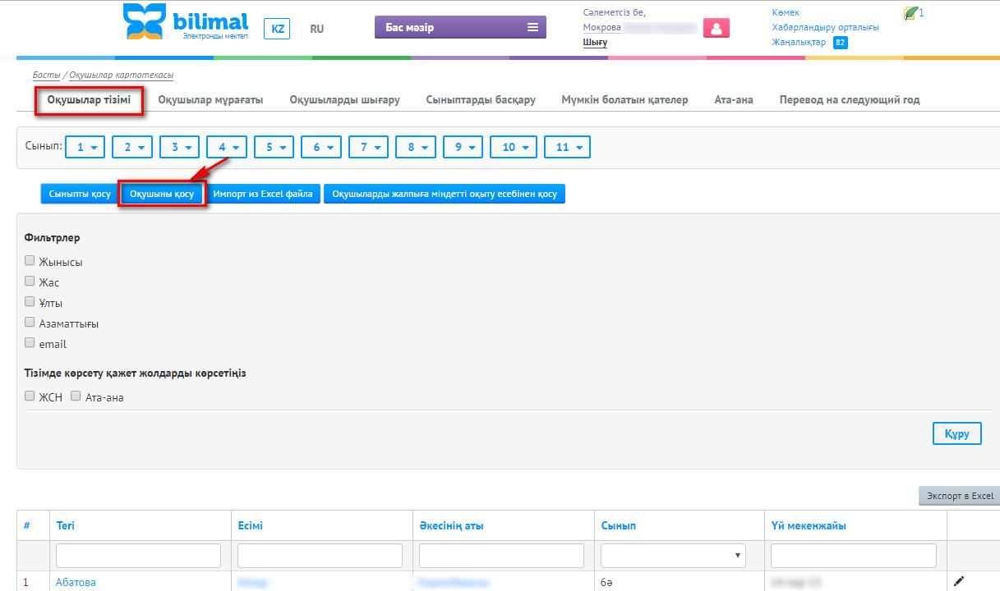 bilimal
Электронды мектеп
KZ RU
Бас мәзір
Сәлеметсіз бе,
Мокрова
Шығу
Көмек
Хабарландыру орталығы
Жаңалықтар 82
1
Басты / Оқушылар картотекасы
Оқушылар тізімі Оқушылар мұрағаты Оқушыларды шығару Сыныптарды басқару Мүмкін болатын қателер Ата-ана Перевод на следующий год
Сынып: 1 2 3 4 5 6 7 8 9 10 11
Сыныпты қосу Оқушыны қосу Импорт из Excel файла Оқушыларды жалпыға міндетті оқыту есебінен қосу
Фильтрлер
Жынысы
Жас
Ұлты
Азаматтығы
email
Тізімде көрсету қажет жолдарды көрсетіңіз
ЖСН Ата-ана
Құру
Экспорт в Excel
# Тегі Есімі Әкесінің аты Сынып Үй мекенжайы
1 Абатова 6ә